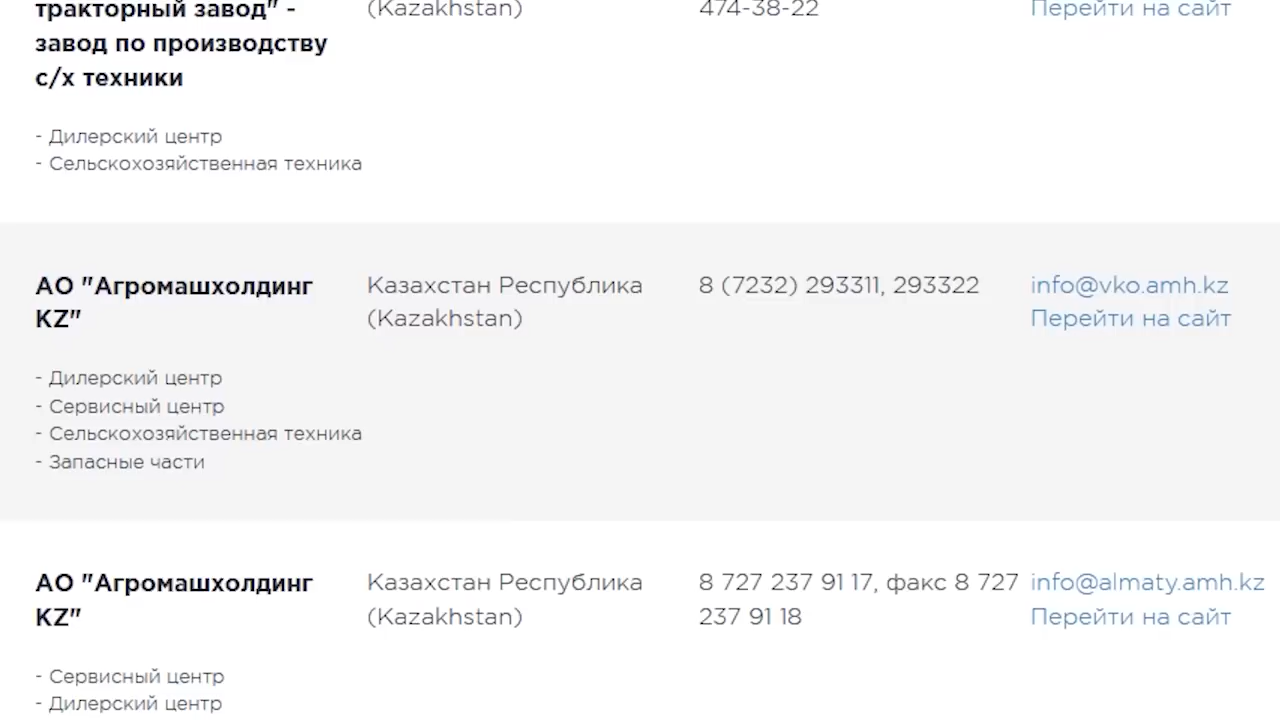 тракторный завод" -
завод по производству
с/х техники
(Kazakhstan)
474-38-22
Перейти на сайт
- Дилерский центр
- Сельскохозяйственная техника
АО "Агромашхолдинг
KZ"
Казахстан Республика
(Kazakhstan)
8 (7232) 293311, 293322
info@vko.amh.kz
Перейти на сайт
- Дилерский центр
- Сервисный центр
- Сельскохозяйственная техника
- Запасные части
АО "Агромашхолдинг
KZ"
Казахстан Республика
(Kazakhstan)
8 727 237 91 17, факс 8 727
237 91 18
info@almaty.amh.kz
Перейти на сайт
- Сервисный центр
- Дилерский центр